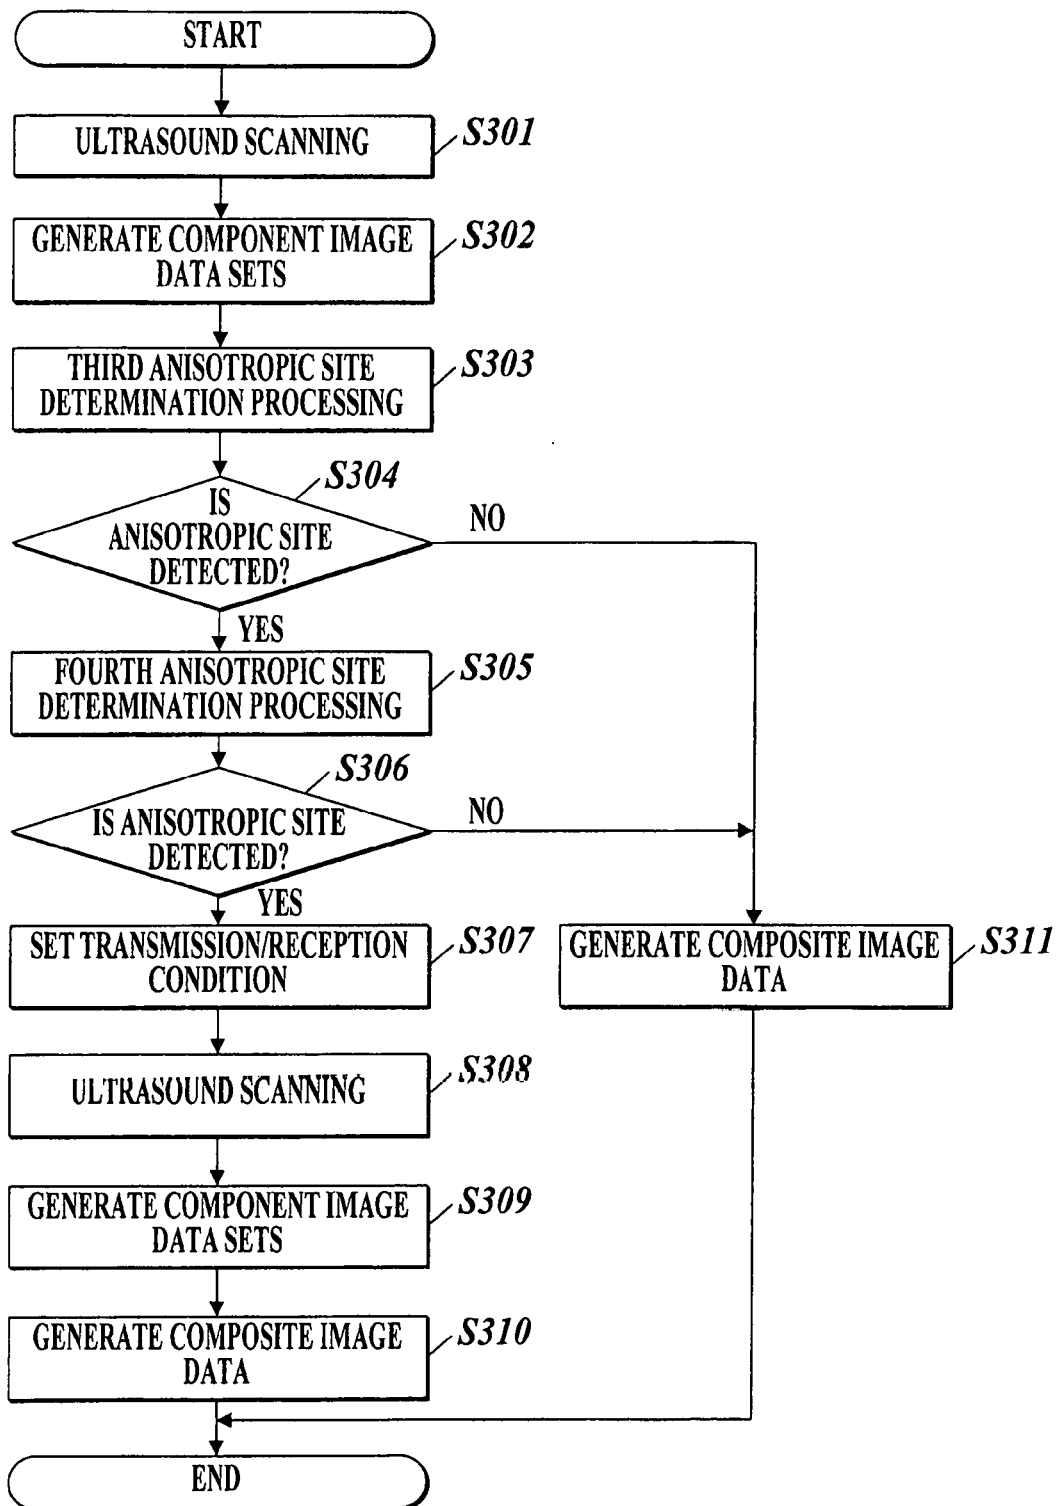 START
ULTRASOUND SCANNING
S301
GENERATE COMPONENT IMAGE
DATA SETS
S302
THIRD ANISOTROPIC SITE
DETERMINATION PROCESSING
S303
S304
IS
ANISOTROPIC SITE
DETECTED?
NO
YES
FOURTH ANISOTROPIC SITE
DETERMINATION PROCESSING
S305
S306
IS ANISOTROPIC SITE
DETECTED?
NO
YES
SET TRANSMISSION/RECEPTION
CONDITION
S307
GENERATE COMPOSITE IMAGE
DATA
S311
ULTRASOUND SCANNING
S308
GENERATE COMPONENT IMAGE
DATA SETS
S309
GENERATE COMPOSITE IMAGE
DATA
S310
END